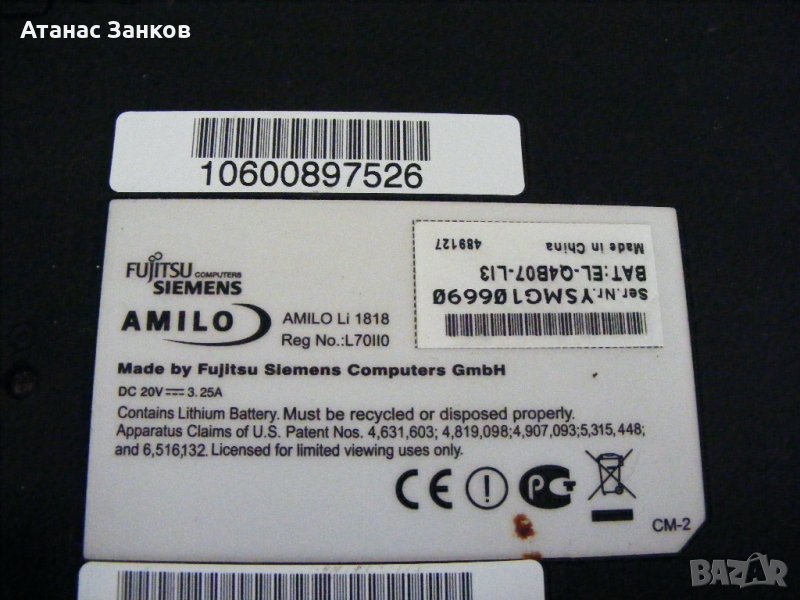 Атанас Занков
10600897526
489127
Made in China
BAT:EL-Q4B07-LI3
Ser.Nr.YSMG106690
FUJITSU COMPUTERS
SIEMENS
AMILO
AMILO Li 1818
Reg No.:L70II0
Made by Fujitsu Siemens Computers GmbH
DC 20V⎓3.25A
Contains Lithium Battery. Must be recycled or disposed properly.
Apparatus Claims of U.S. Patent Nos. 4,631,603; 4,819,098;4,907,093;5,315,448;
and 6,516,132. Licensed for limited viewing uses only.
CE
CM-2
BAZAR